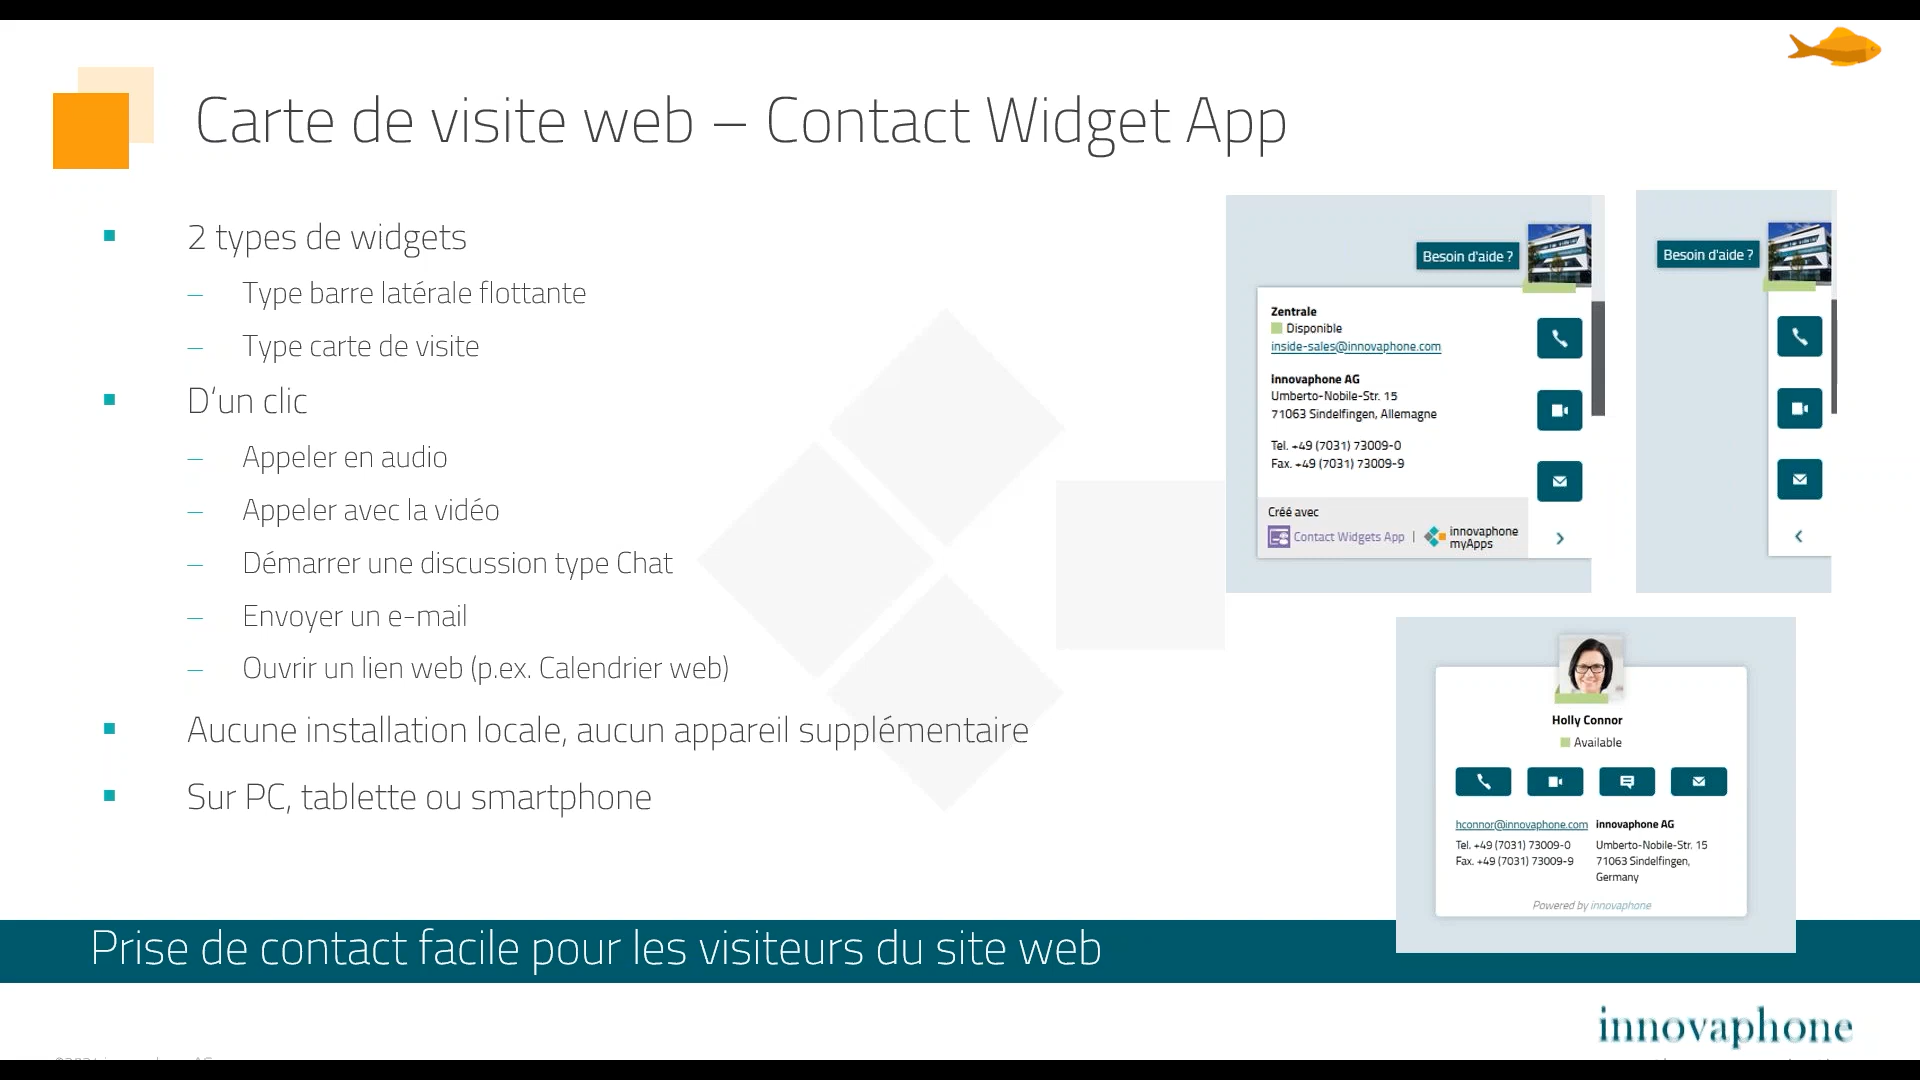 Carte de visite web – Contact Widget App
2 types de widgets
– Type barre latérale flottante
– Type carte de visite
D‘un clic
– Appeler en audio
– Appeler avec la vidéo
– Démarrer une discussion type Chat
– Envoyer un e-mail
– Ouvrir un lien web (p.ex. Calendrier web)
Aucune installation locale, aucun appareil supplémentaire
Sur PC, tablette ou smartphone
Besoin d'aide ?
Zentrale
Disponible
inside-sales@innovaphone.com
innovaphone AG
Umberto-Nobile-Str. 15
71063 Sindelfingen, Allemagne
Tel. +49 (7031) 73009-0
Fax. +49 (7031) 73009-9
Créé avec
Contact Widgets App | innovaphone
myApps
Besoin d'aide ?
Holly Connor
Available
hconnor@innovaphone.com
Tel. +49 (7031) 73009-0
Fax. +49 (7031) 73009-9
innovaphone AG
Umberto-Nobile-Str. 15
71063 Sindelfingen,
Germany
Powered by innovaphone
Prise de contact facile pour les visiteurs du site web
innovaphone